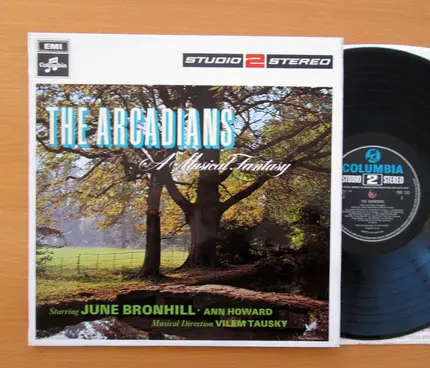 EMI
Columbia
STUDIO 2 STEREO
THE ARCADIANS
A Musical Fantasy
Starring JUNE BRONHILL · ANN HOWARD
Musical Direction VILEM TAUSKY
COLUMBIA
STUDIO 2 STEREO
THE ARCADIANS